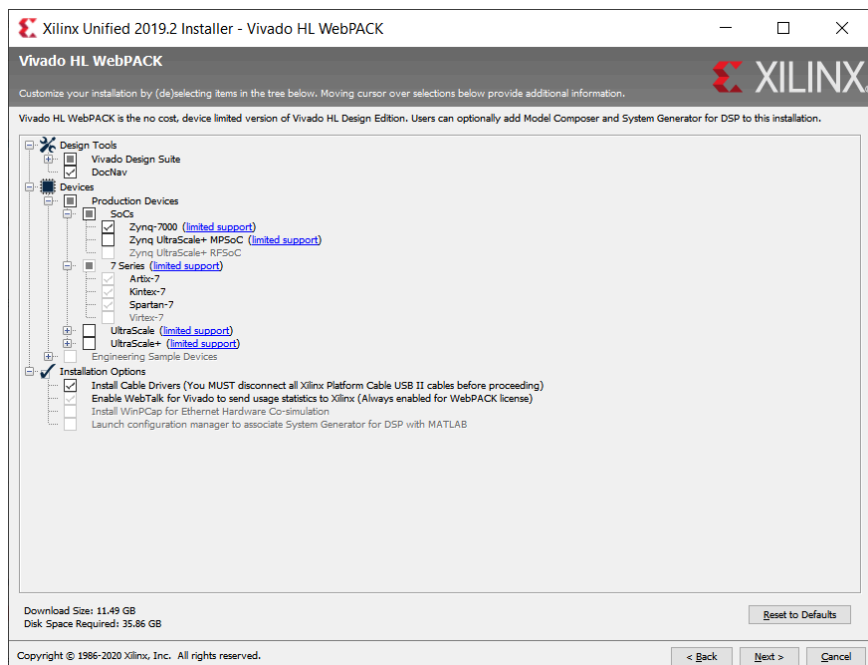 Xilinx Unified 2019.2 Installer - Vivado HL WebPACK
Vivado HL WebPACK
XILINX
Customize your installation by (de)selecting items in the tree below. Moving cursor over selections below provide additional information.
Vivado HL WebPACK is the no cost, device limited version of Vivado HL Design Edition. Users can optionally add Model Composer and System Generator for DSP to this installation.
Design Tools
Vivado Design Suite
DocNav
Devices
Production Devices
SoCs
Zynq-7000 (limited support)
Zynq UltraScale+ MPSoC (limited support)
Zynq UltraScale+ RFSoC
7 Series (limited support)
Artix-7
Kintex-7
Spartan-7
Virtex-7
UltraScale (limited support)
UltraScale+ (limited support)
Engineering Sample Devices
Installation Options
Install Cable Drivers (You MUST disconnect all Xilinx Platform Cable USB II cables before proceeding)
Enable WebTalk for Vivado to send usage statistics to Xilinx (Always enabled for WebPACK license)
Install WinPCap for Ethernet Hardware Co-simulation
Launch configuration manager to associate System Generator for DSP with MATLAB
Download Size: 11.49 GB
Disk Space Required: 35.86 GB
Reset to Defaults
Copyright © 1986-2020 Xilinx, Inc. All rights reserved.
< Back Next > Cancel